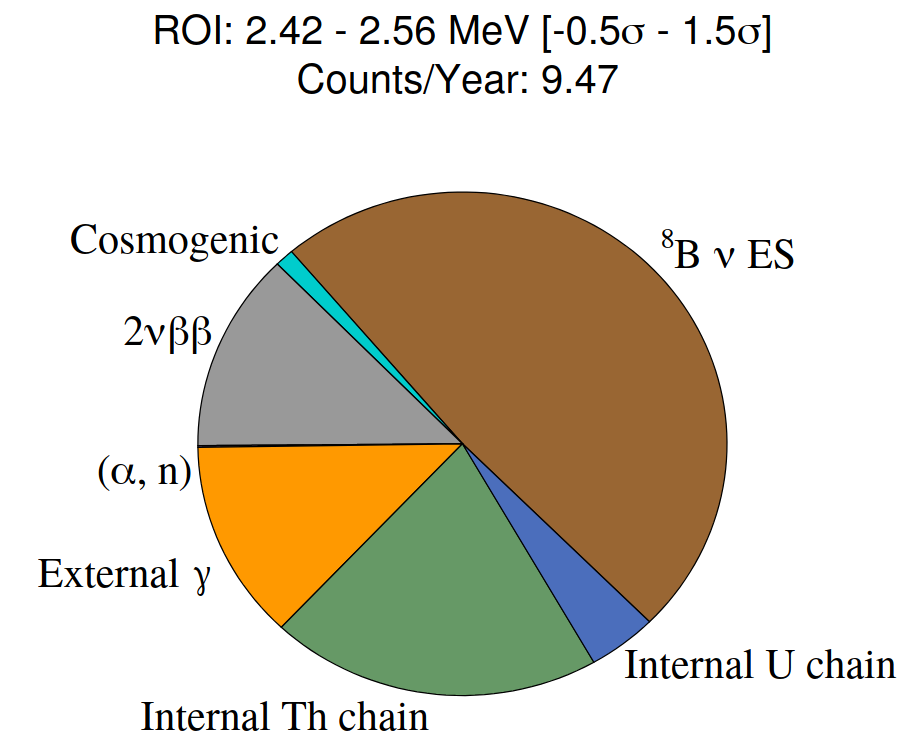 ROI: 2.42 - 2.56 MeV [-0.5σ - 1.5σ]
Counts/Year: 9.47
Cosmogenic
⁸B ν ES
2νββ
(α, n)
External γ
Internal U chain
Internal Th chain